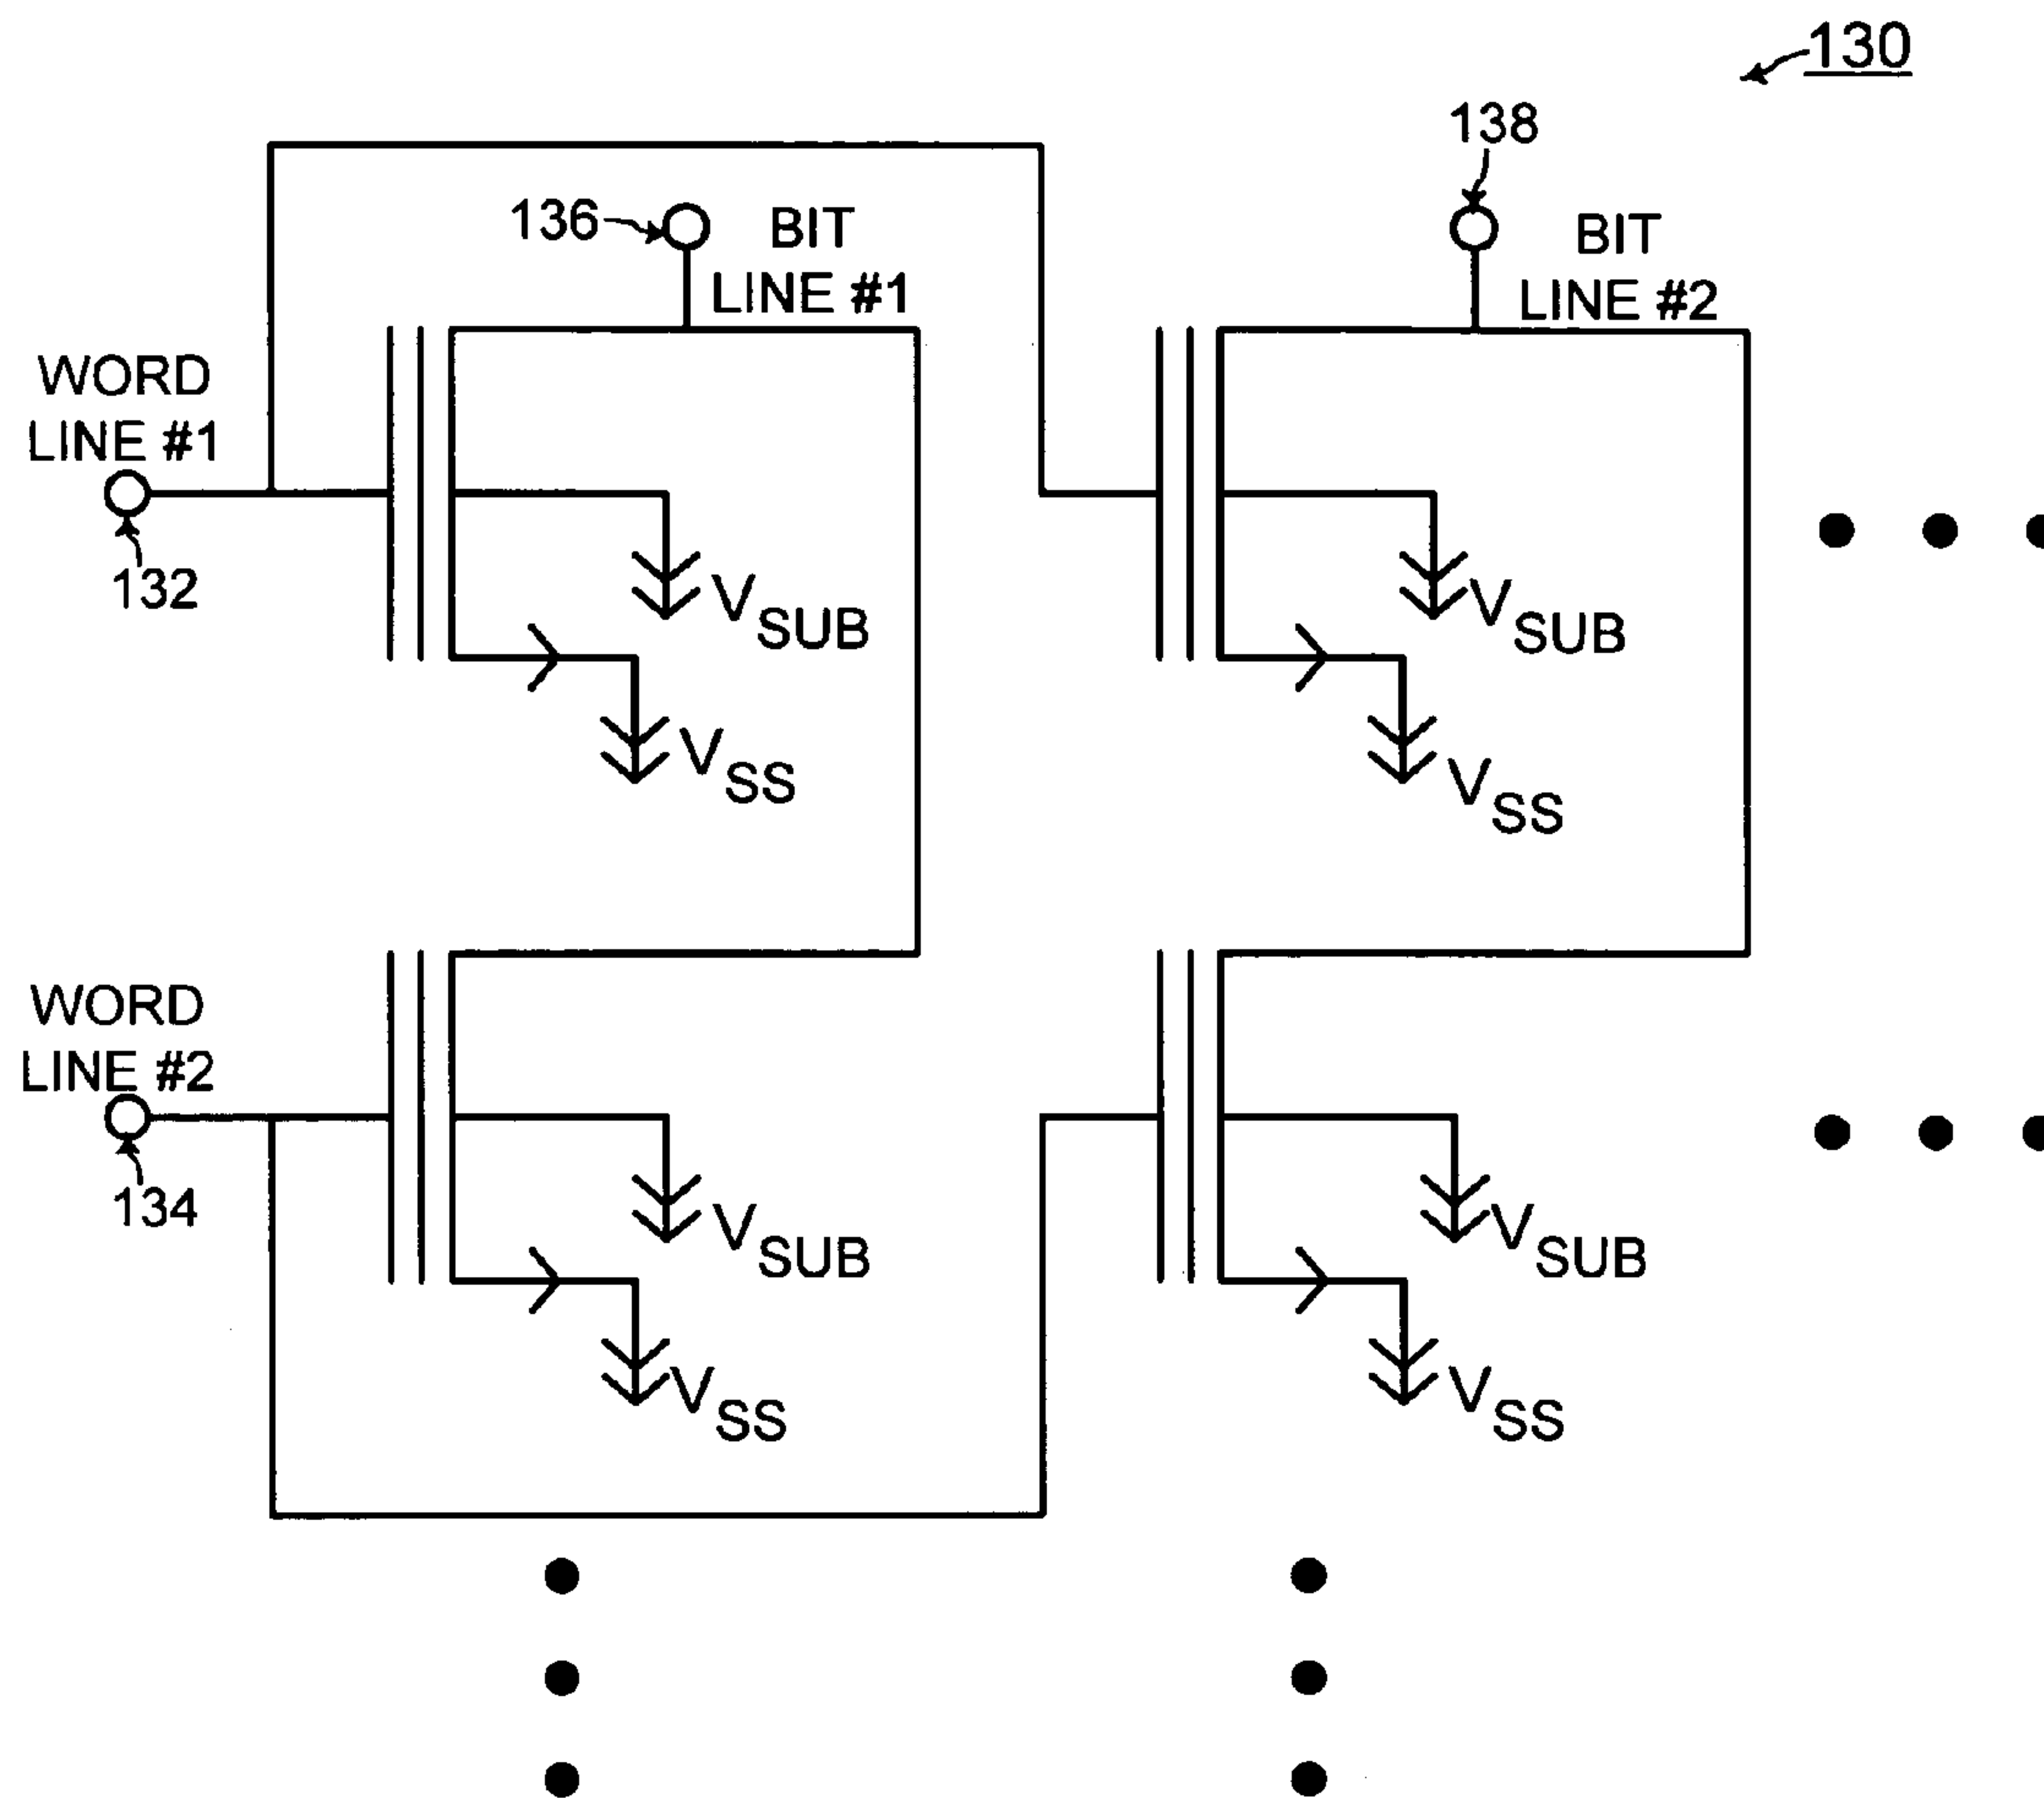 130
138
136
BIT
LINE #1
BIT
LINE #2
WORD
LINE #1
132
VSUB
VSUB
VSS
VSS
WORD
LINE #2
134
VSUB
VSUB
VSS
VSS